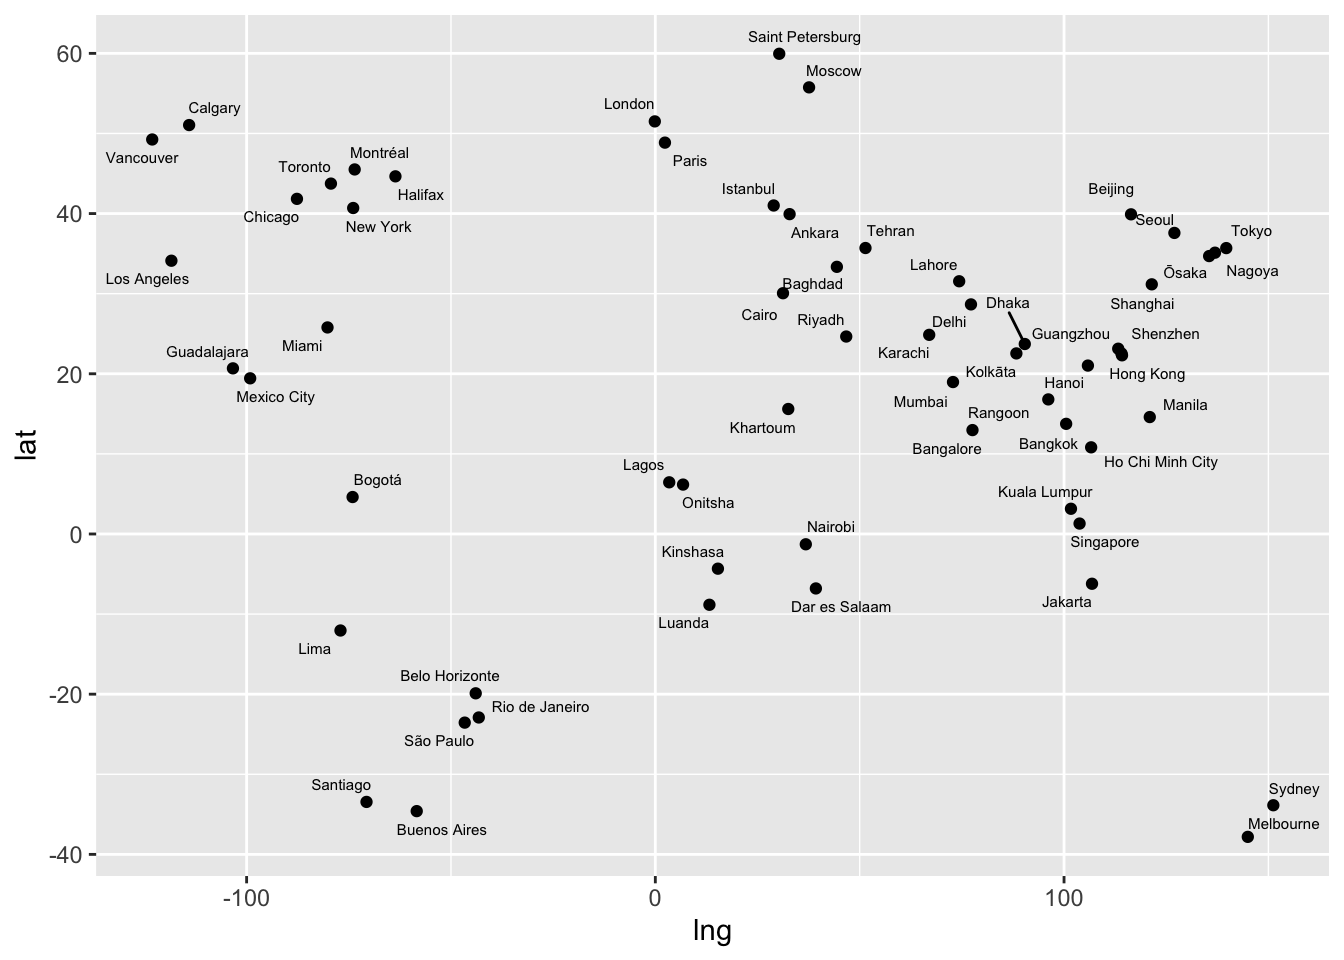 Saint Petersburg
60
Moscow
London
Calgary
Vancouver
Montréal
Toronto
Paris
Halifax
Istanbul
Beijing
40
Chicago
Seoul
New York
Ankara
Tehran
Tokyo
Lahore
Ōsaka
Nagoya
Los Angeles
Baghdad
Dhaka
Shanghai
Cairo
Riyadh
Delhi
Guangzhou
Shenzhen
Miami
Guadalajara
Karachi
20
Kolkāta
Hong Kong
Hanoi
Mexico City
Mumbai
Manila
Rangoon
Khartoum
Bangalore
Bangkok
lat
Lagos
Ho Chi Minh City
Bogotá
Kuala Lumpur
Onitsha
Nairobi
0
Singapore
Kinshasa
Jakarta
Dar es Salaam
Luanda
Lima
Belo Horizonte
-20
Rio de Janeiro
São Paulo
Santiago
Sydney
Buenos Aires
Melbourne
-40
-100
0
100
lng